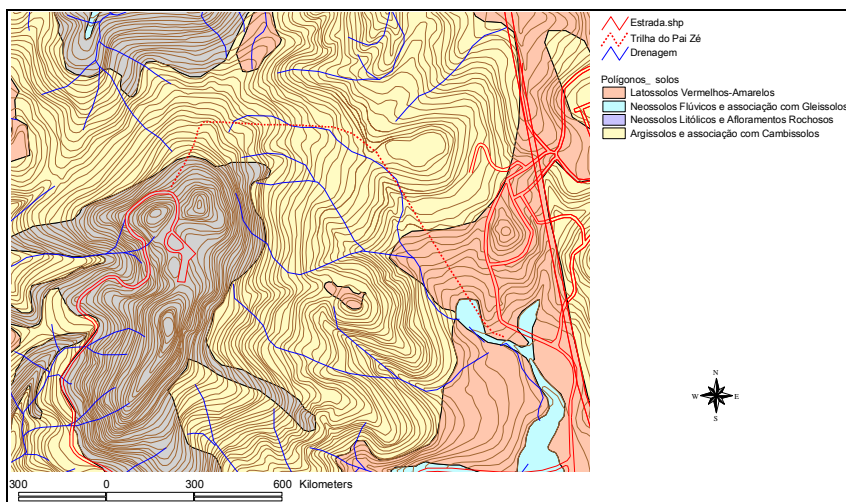 Estrada.shp
Trilha do Pai Zé
Drenagem
Polígonos_ solos
Latossolos Vermelhos-Amarelos
Neossolos Flúvicos e associação com Gleissolos
Neossolos Litólicos e Afloramentos Rochosos
Argissolos e associação com Cambissolos
N
W E
S
300 0 300 600 Kilometers